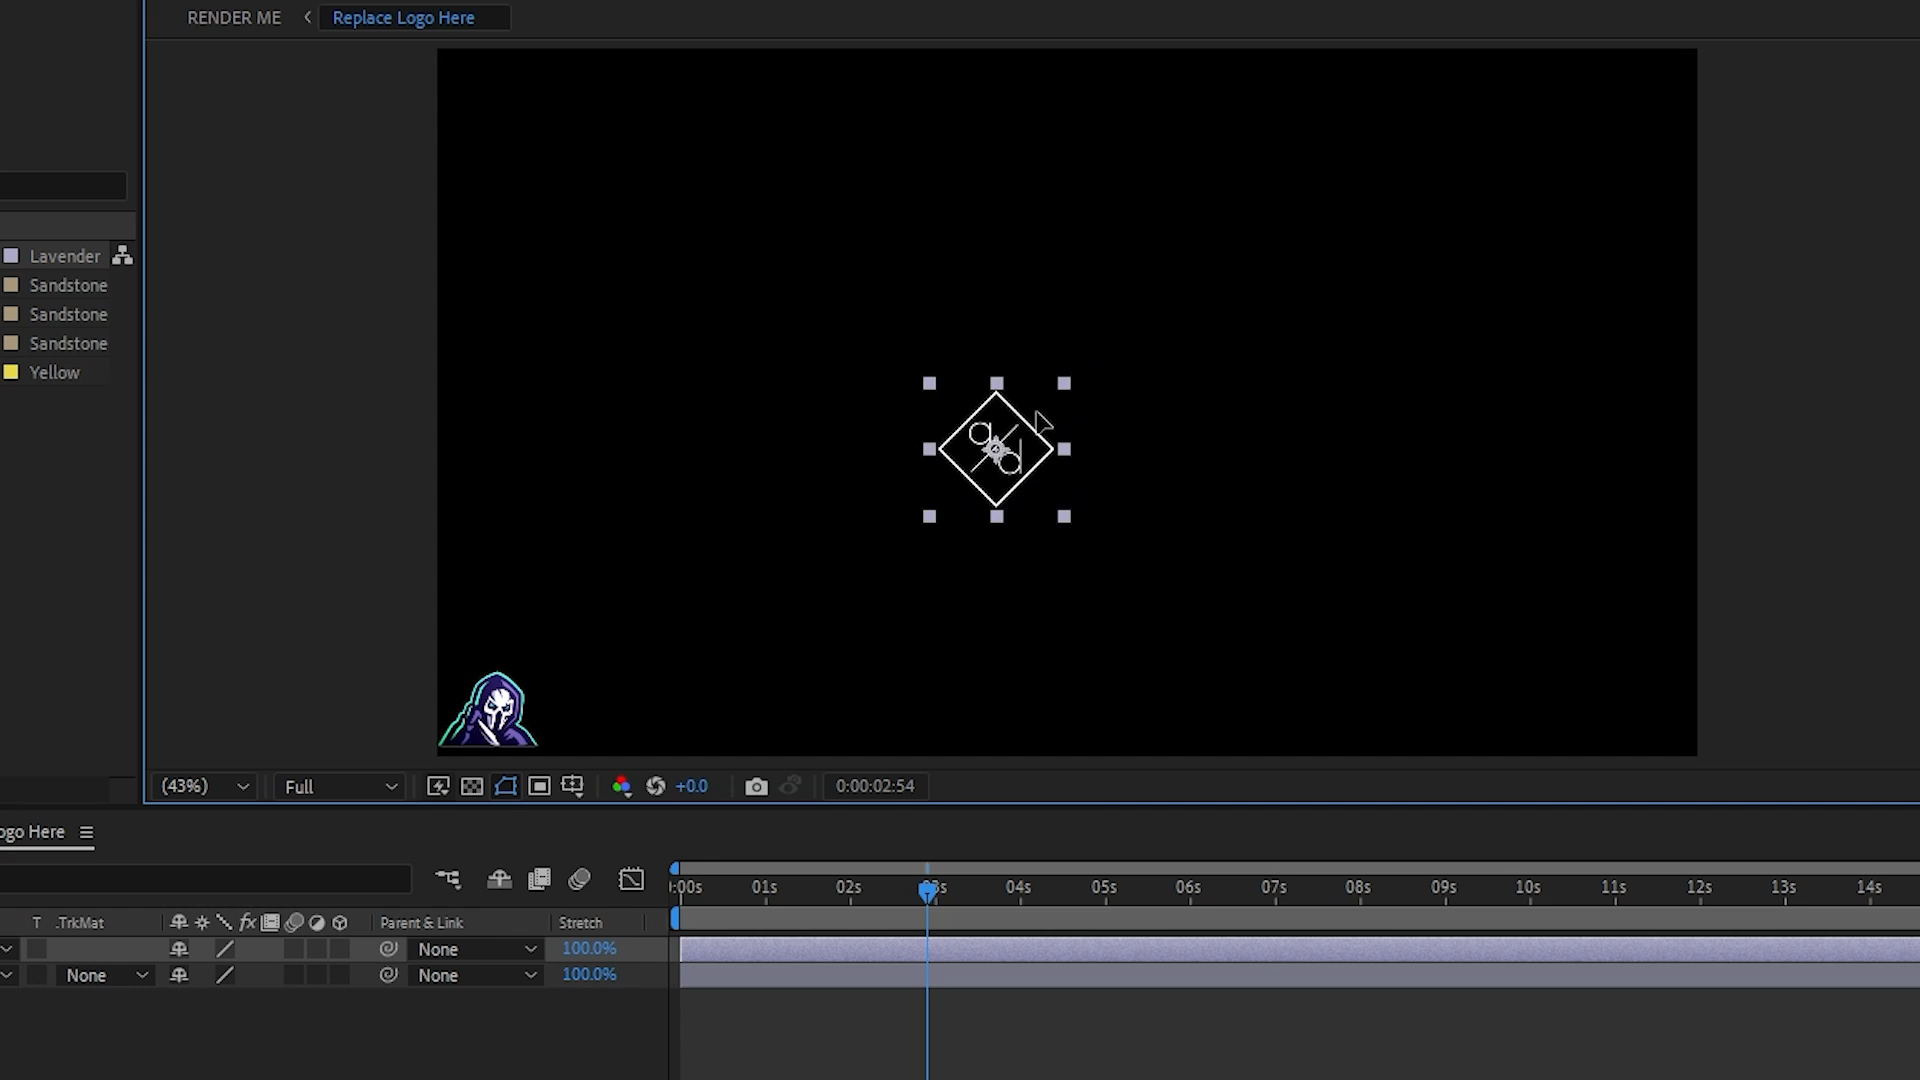 RENDER ME Replace Logo Here
Lavender
Sandstone
Sandstone
Sandstone
Yellow
a
d
(43%) Full +0.0 0:00:02:54
ogo Here
:00s 01s 02s 03s 04s 05s 06s 07s 08s 09s 10s 11s 12s 13s 14s
T .TrkMat fx Parent & Link Stretch
None 100.0%
None None 100.0%